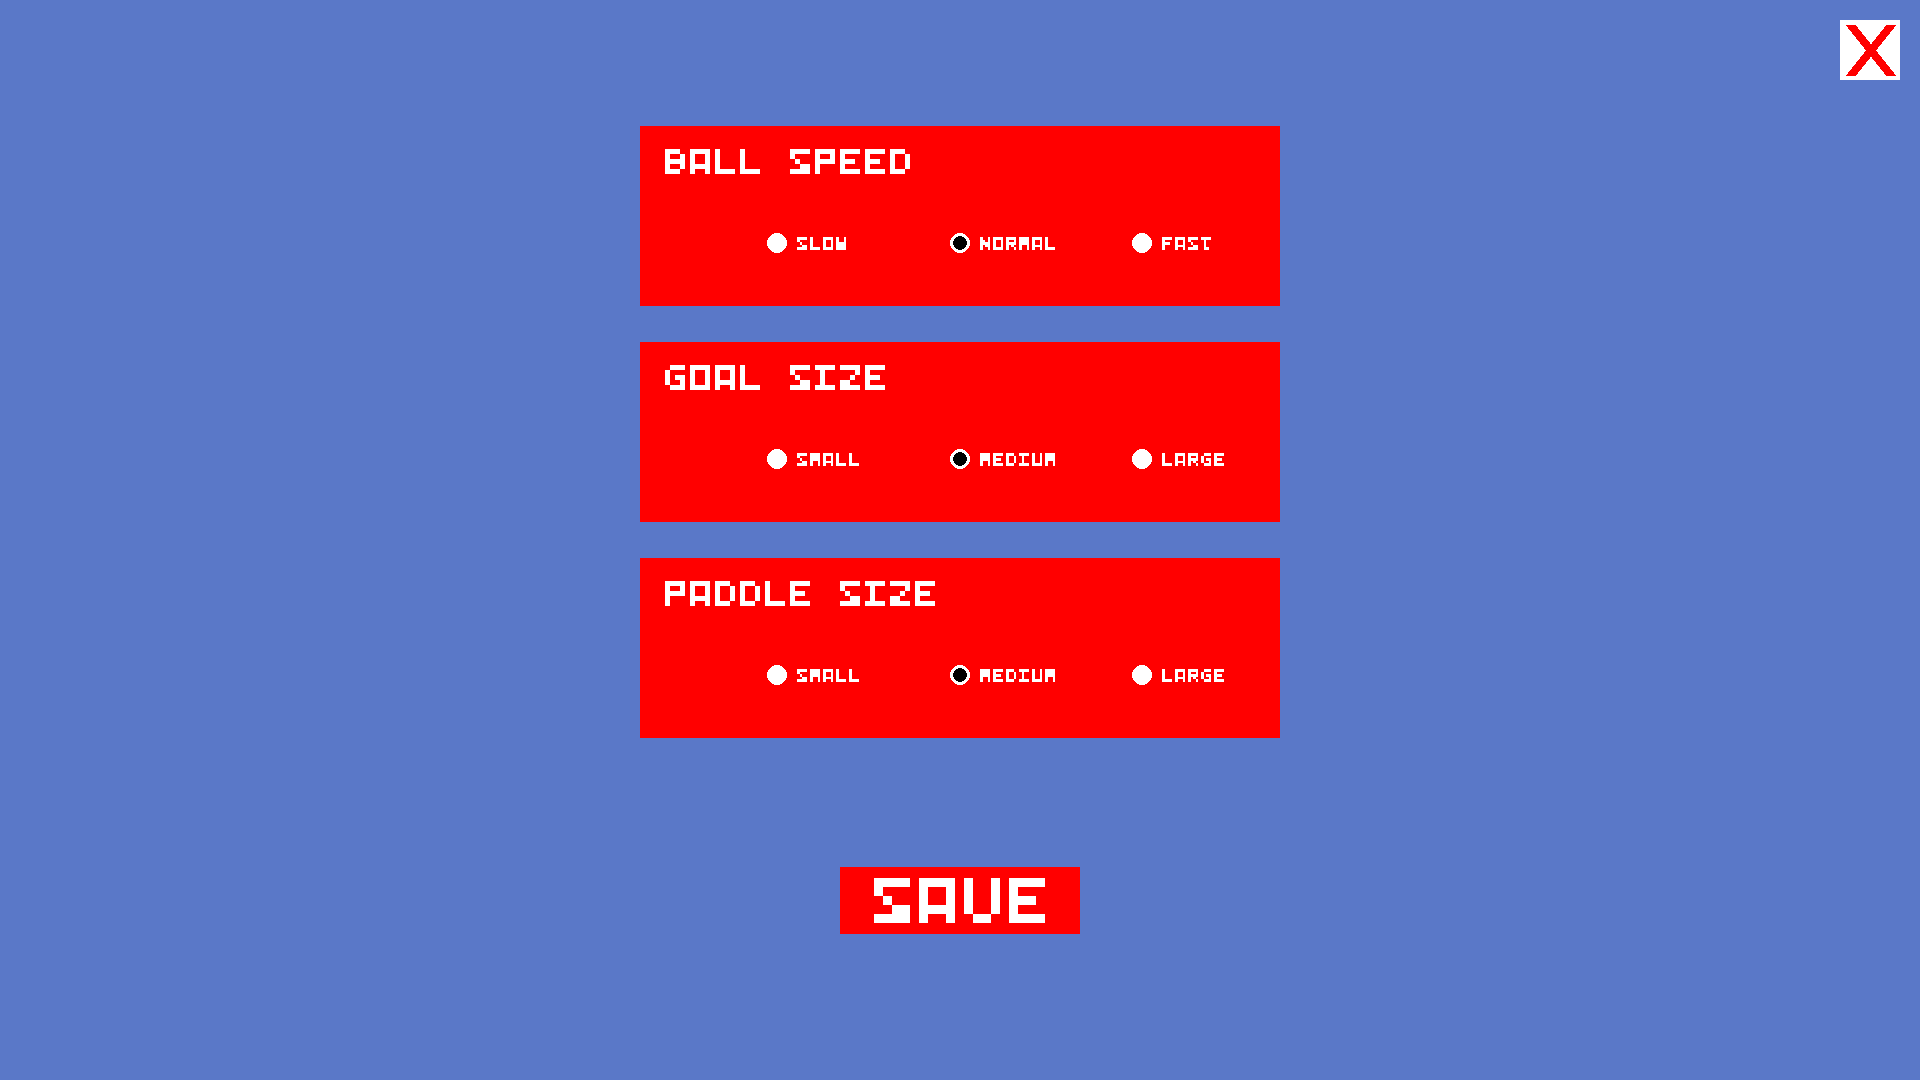 X
BALL SPEED
SLOW NORMAL FAST
GOAL SIZE
SMALL MEDIUM LARGE
PADDLE SIZE
SMALL MEDIUM LARGE
SAVE